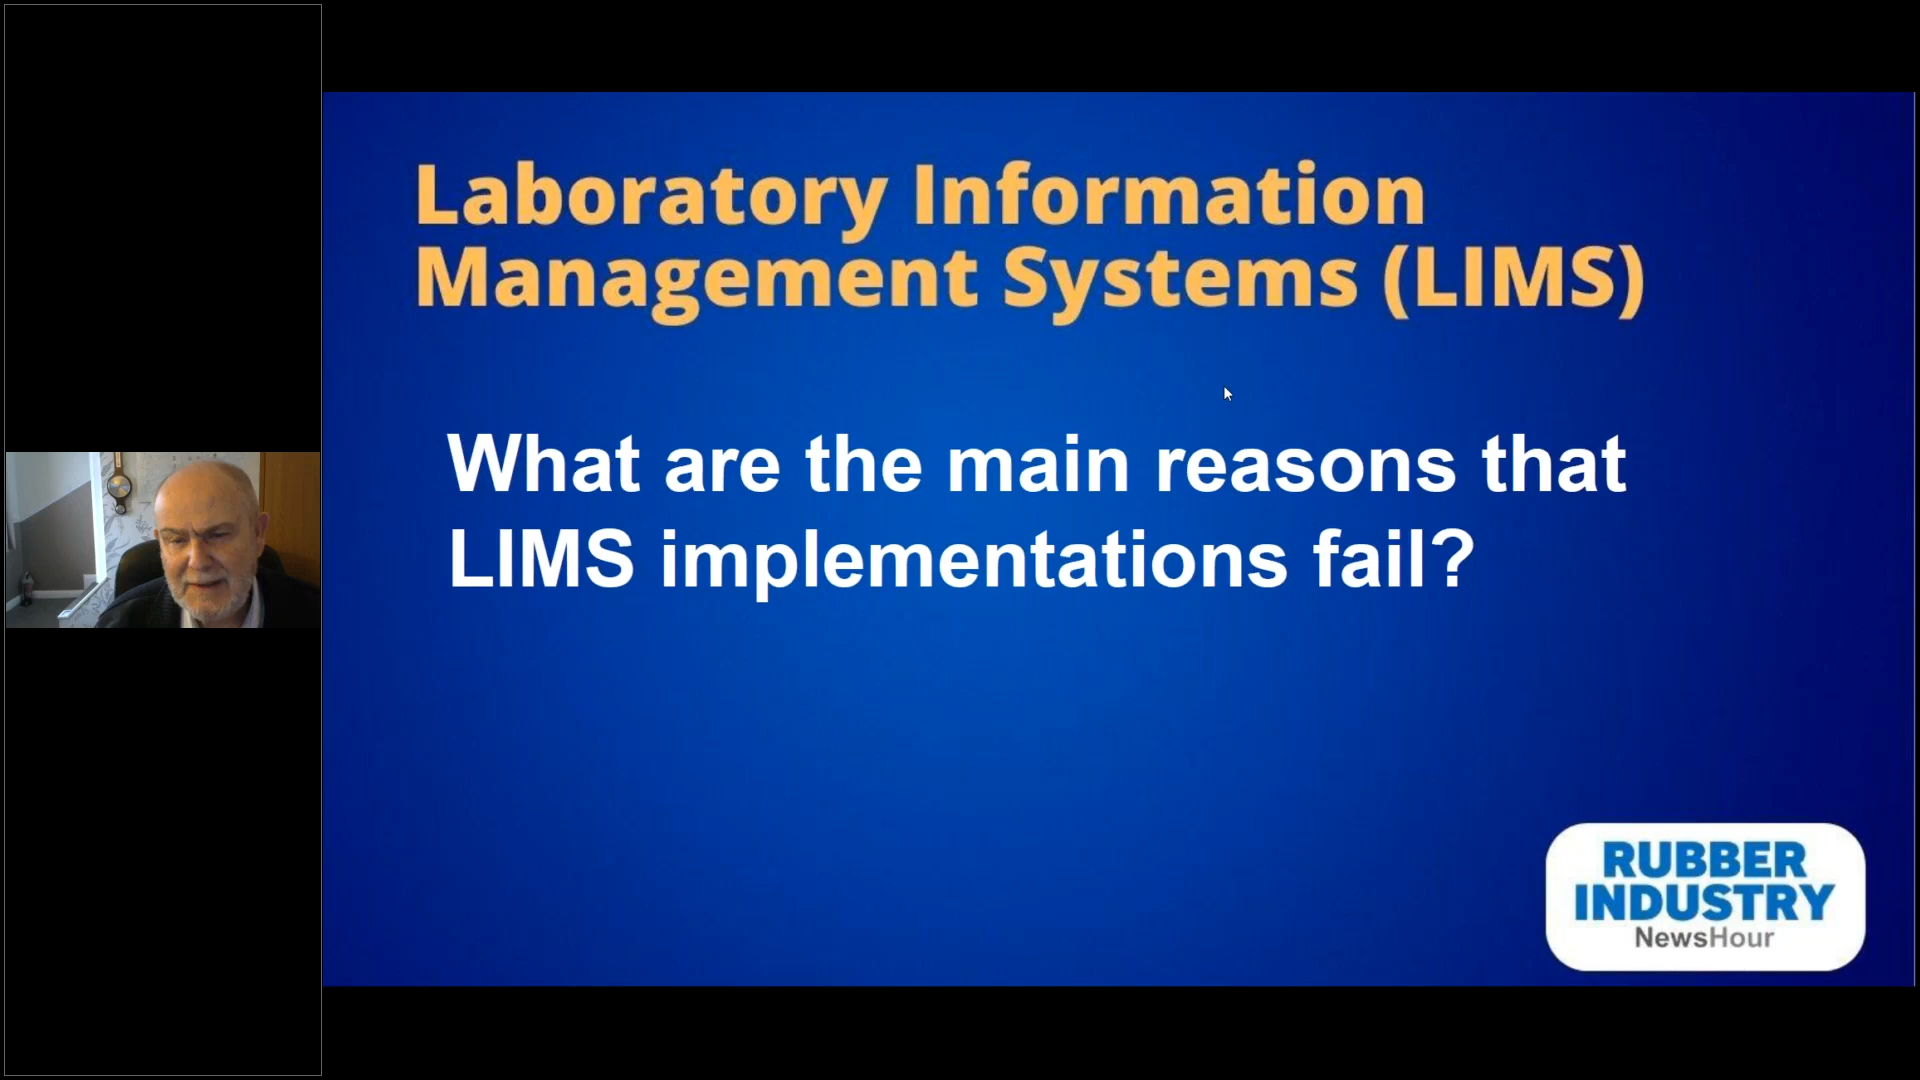 Laboratory Information
Management Systems (LIMS)
What are the main reasons that
LIMS implementations fail?
RUBBER
INDUSTRY
NewsHour